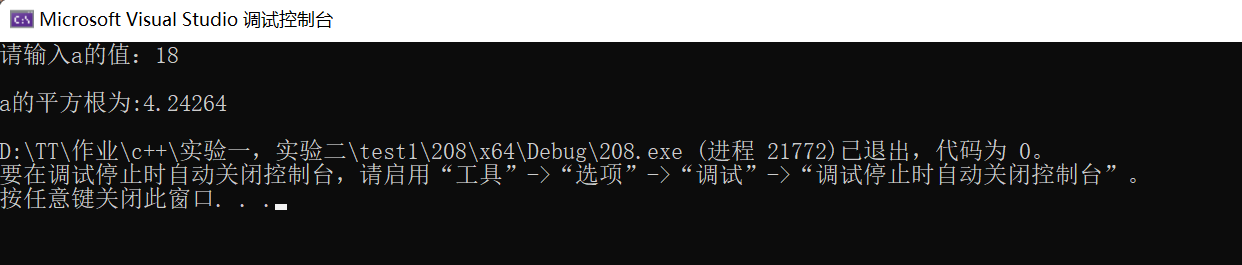 Microsoft Visual Studio 调试控制台
请输入a的值：18
a的平方根为:4.24264
D:\TT\作业\c++\实验一，实验二\test1\208\x64\Debug\208.exe (进程 21772)已退出，代码为 0。
要在调试停止时自动关闭控制台，请启用“工具”->“选项”->“调试”->“调试停止时自动关闭控制台”。
按任意键关闭此窗口. . .